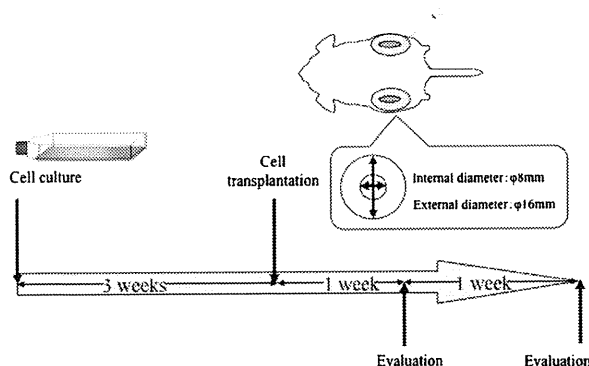 Cell culture
Cell
transplantation
Internal diameter: φ8mm
External diameter: φ16mm
3 weeks
1 week
1 week
Evaluation
Evaluation